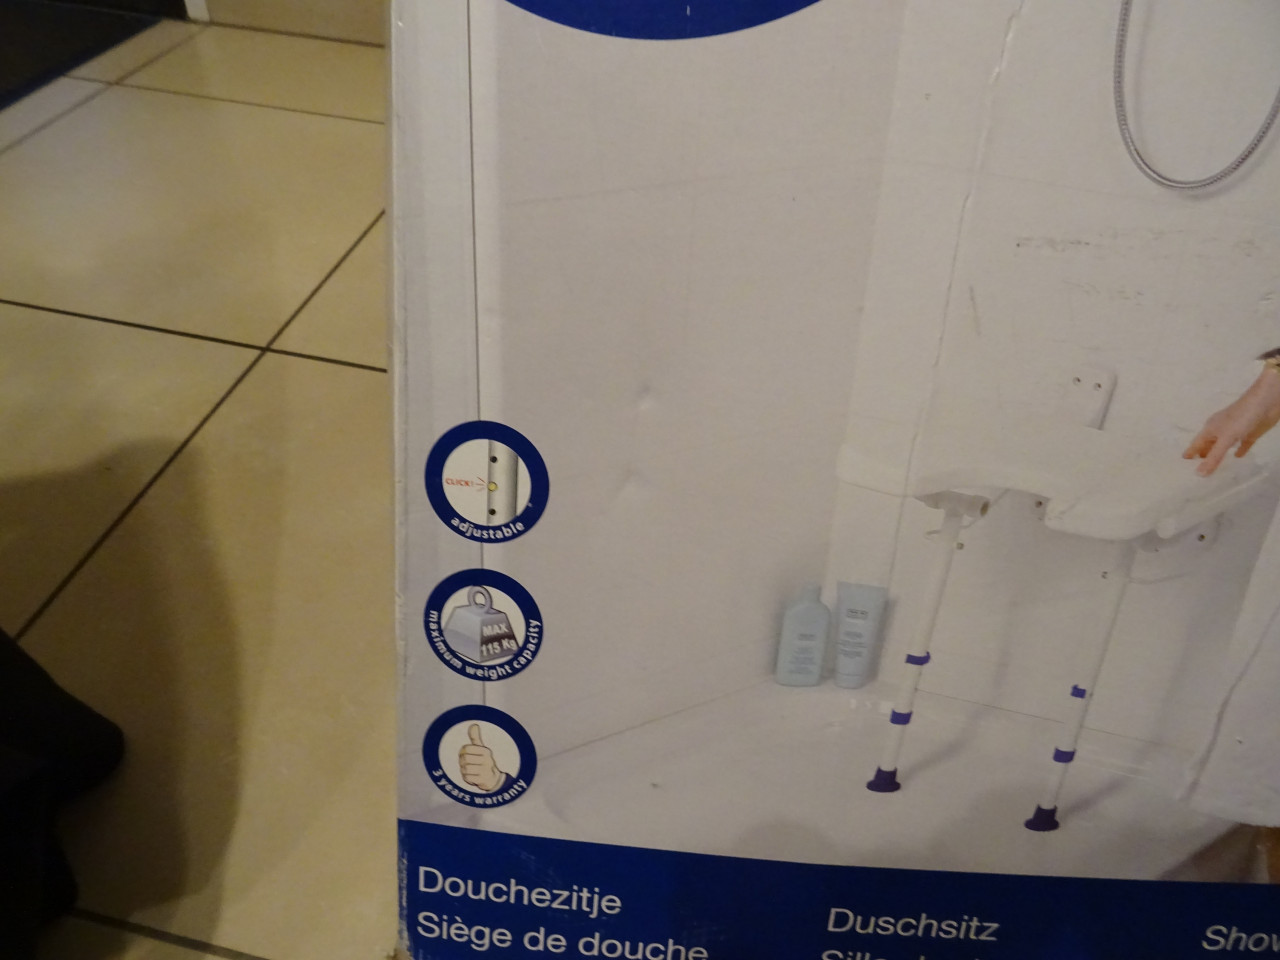 CLICK!
adjustable
MAX
115 Kg
maximum weight capacity
3 years warranty
Douchezitje
Siège de douche
Duschsitz